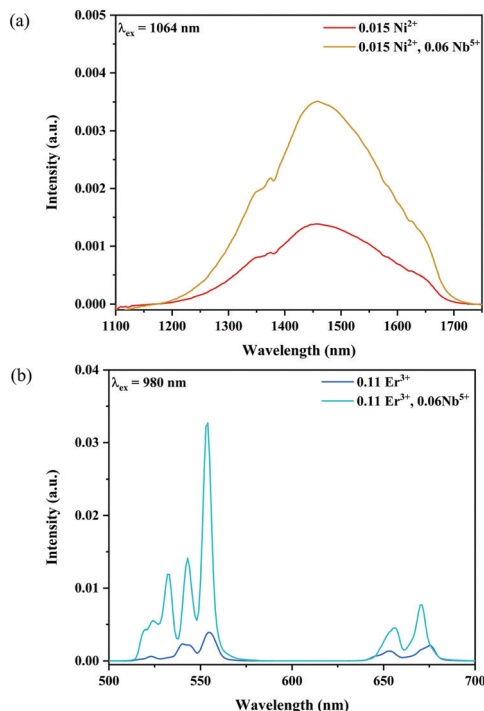 (a)
λex = 1064 nm
0.015 Ni²⁺
0.015 Ni²⁺, 0.06 Nb⁵⁺
0.005
0.004
0.003
0.002
0.001
0.000
Intensity (a.u.)
1100 1200 1300 1400 1500 1600 1700
Wavelength (nm)
(b)
λex = 980 nm
0.11 Er³⁺
0.11 Er³⁺, 0.06Nb⁵⁺
0.04
0.03
0.02
0.01
0.00
Intensity (a.u.)
500 550 600 650 700
Wavelength (nm)